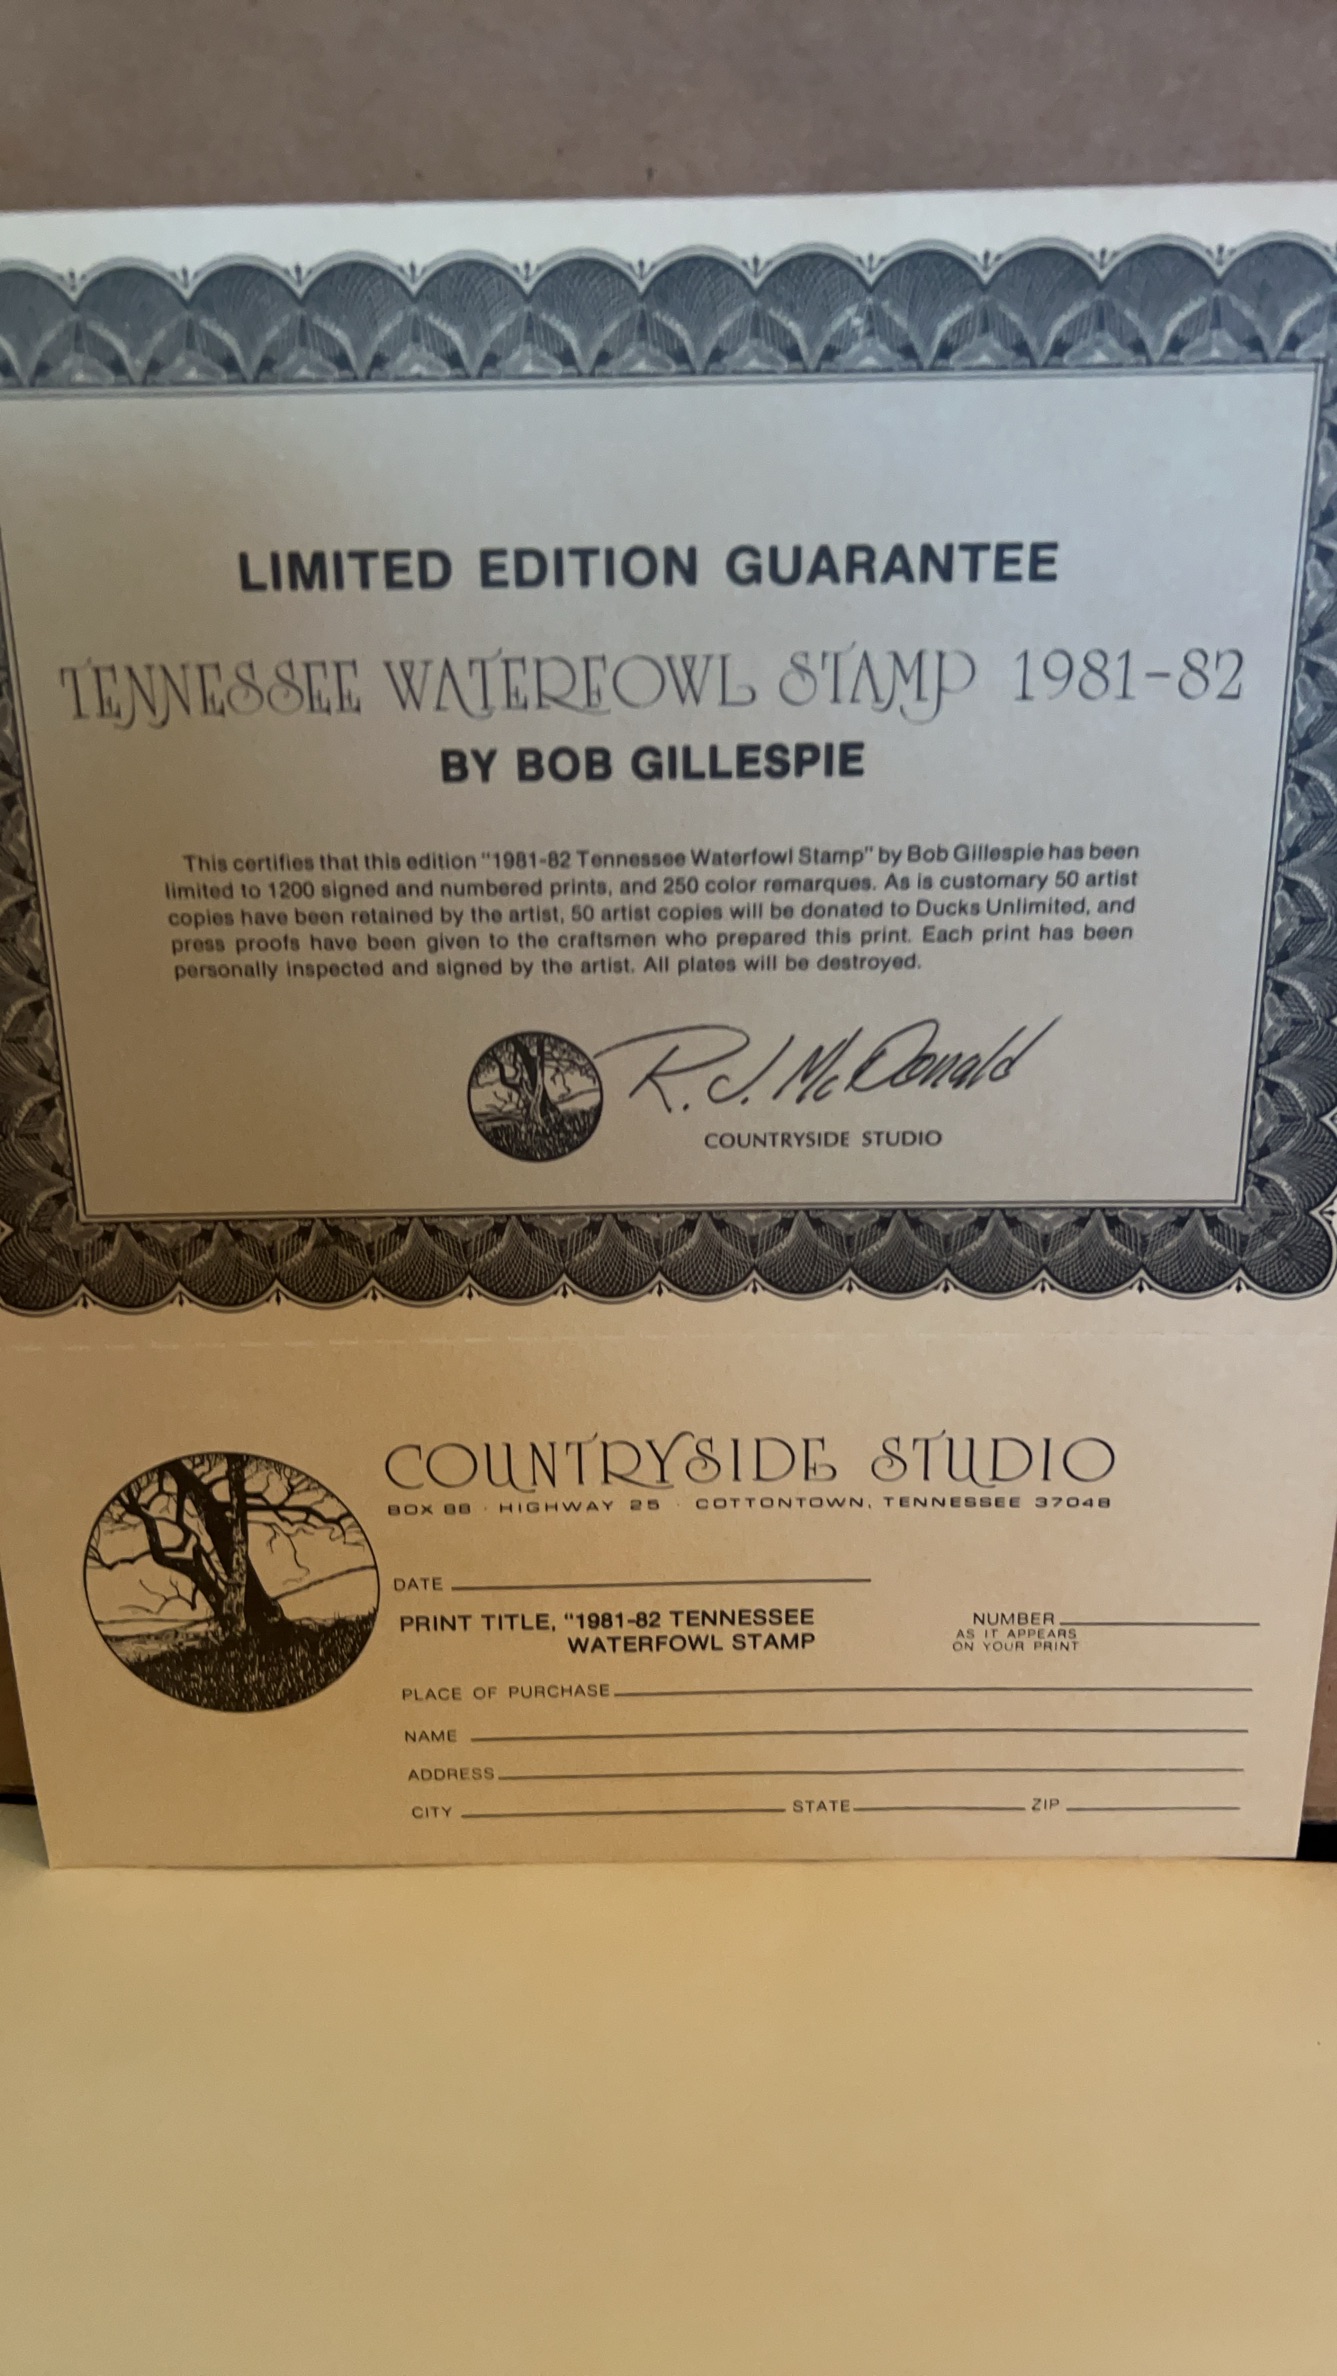 LIMITED EDITION GUARANTEE
TENNESSEE WATERFOWL STAMP 1981-82
BY BOB GILLESPIE
This certifies that this edition "1981-82 Tennessee Waterfowl Stamp" by Bob Gillespie has been
limited to 1200 signed and numbered prints, and 250 color remarques. As is customary 50 artist
copies have been retained by the artist, 50 artist copies will be donated to Ducks Unlimited, and
press proofs have been given to the craftsmen who prepared this print. Each print has been
personally inspected and signed by the artist. All plates will be destroyed.
R. J. McDonald
COUNTRYSIDE STUDIO
COUNTRYSIDE STUDIO
BOX 88 · HIGHWAY 25 · COTTONTOWN, TENNESSEE 37048
DATE
PRINT TITLE, "1981-82 TENNESSEE
WATERFOWL STAMP
NUMBER
AS IT APPEARS
ON YOUR PRINT
PLACE OF PURCHASE
NAME
ADDRESS
CITY STATE ZIP